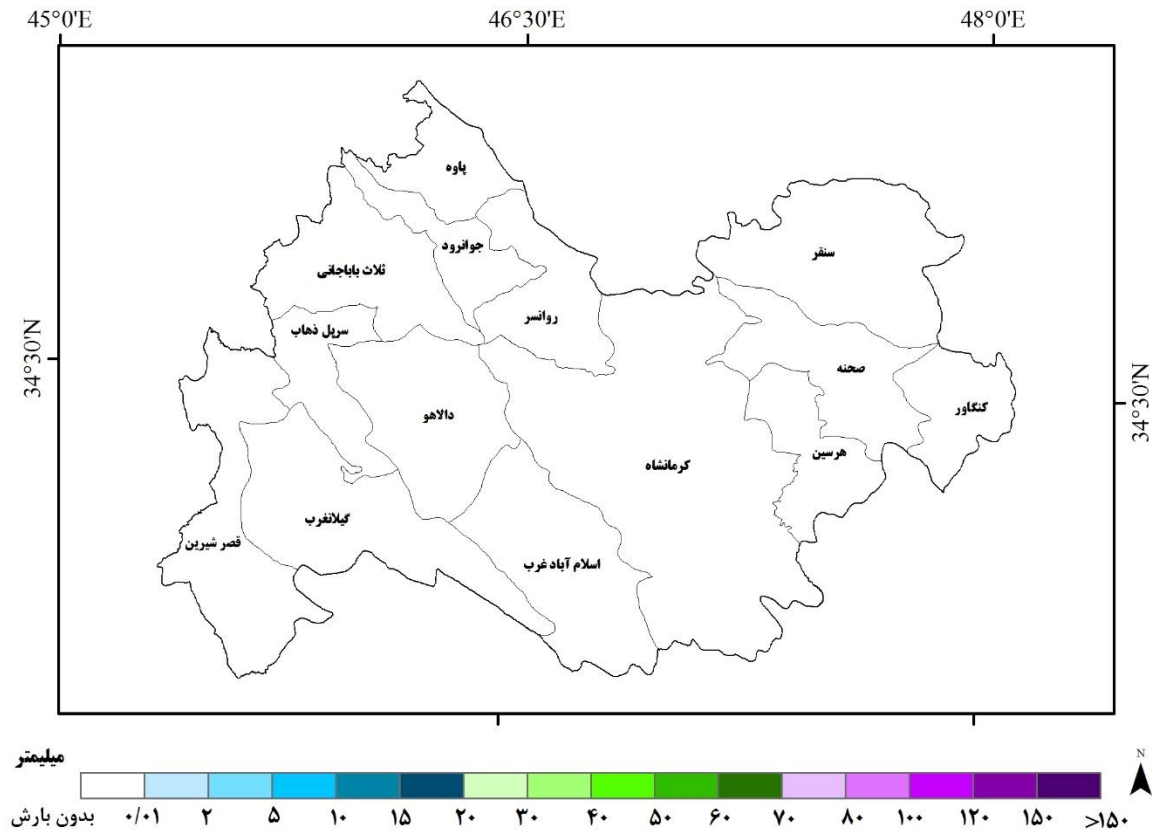 45°0'E 46°30'E 48°0'E
پاوه
سنقر
جوانرود
ثلاث باباجانی
روانسر
سرپل ذهاب
34°30'N
صحنه
34°30'N
کنگاور
دالاهو
هرسین
کرمانشاه
گیلانغرب
قصر شیرین
اسلام آباد غرب
میلیمتر
N
بدون بارش ۰/۰۱ ۲ ۵ ۱۰ ۱۵ ۲۰ ۳۰ ۴۰ ۵۰ ۶۰ ۷۰ ۸۰ ۱۰۰ ۱۲۰ ۱۵۰ >۱۵۰